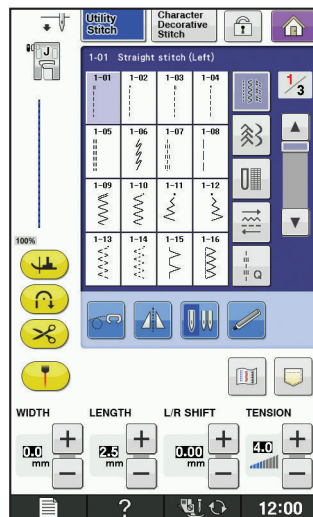 Utility
Stitch
Character
Decorative
Stitch
J
1-01 Straight stitch (Left)
1-01 1-02 1-03 1-04
1/3
1-05 1-06 1-07 1-08
1-09 1-10 1-11 1-12
1-13 1-14 1-15 1-16
Q
100%
WIDTH LENGTH L/R SHIFT TENSION
0.0 mm + −
2.5 mm + −
0.00 mm + −
4.0 + −
? 12:00